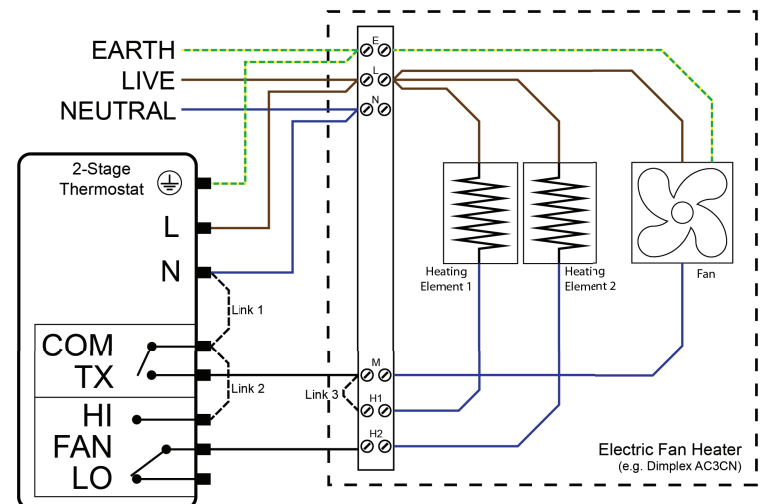 EARTH
LIVE
NEUTRAL
E
L
N
2-Stage
Thermostat
L
N
Link 1
COM
TX
Link 2
HI
FAN
LO
Link 3
M
H1
H2
Heating
Element 1
Heating
Element 2
Fan
Electric Fan Heater
(e.g. Dimplex AC3CN)